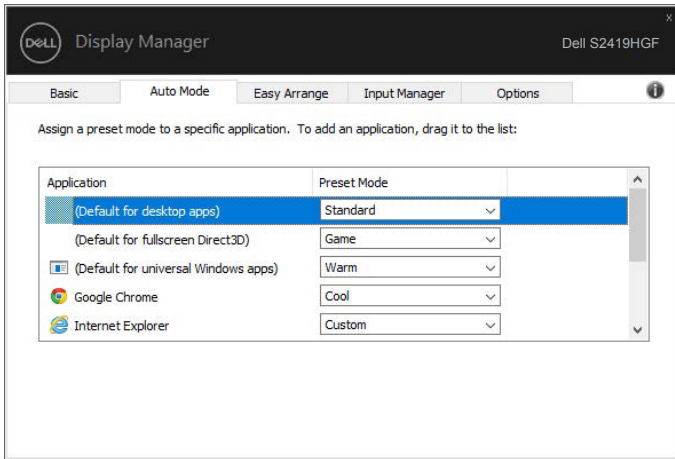 x
DELL Display Manager Dell S2419HGF
Basic Auto Mode Easy Arrange Input Manager Options
Assign a preset mode to a specific application. To add an application, drag it to the list:
Application Preset Mode
(Default for desktop apps) Standard
(Default for fullscreen Direct3D) Game
(Default for universal Windows apps) Warm
Google Chrome Cool
Internet Explorer Custom